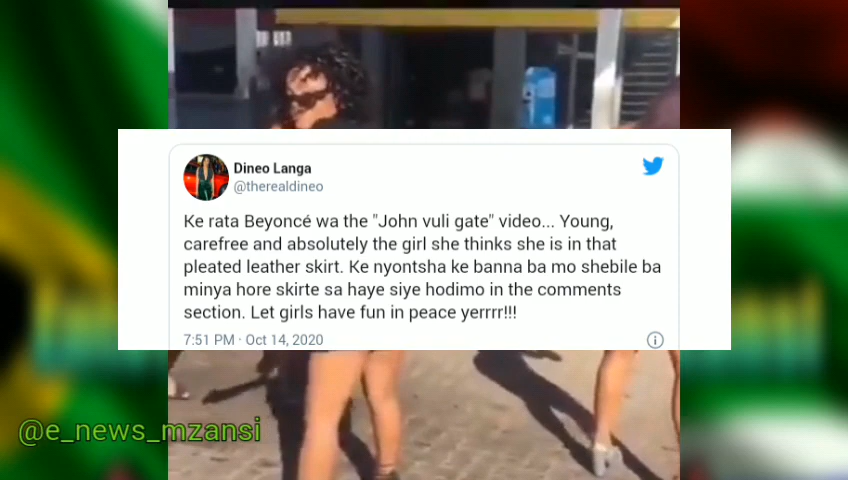 Dineo Langa
@therealdineo
Ke rata Beyoncé wa the "John vuli gate" video... Young,
carefree and absolutely the girl she thinks she is in that
pleated leather skirt. Ke nyontsha ke banna ba mo shebile ba
minya hore skirte sa haye siye hodimo in the comments
section. Let girls have fun in peace yerrrr!!!
7:51 PM · Oct 14, 2020
@e_news_mzansi